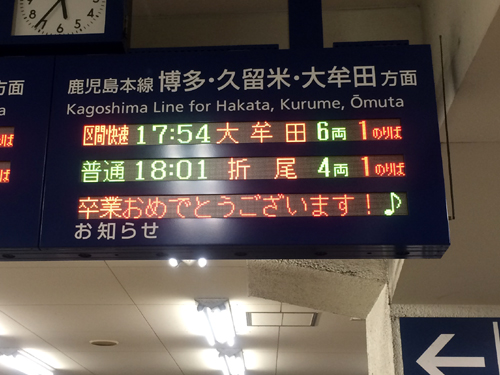 方面
鹿児島本線 博多・久留米・大牟田 方面
Kagoshima Line for Hakata, Kurume, Ōmuta
区間快速 17:54 大牟田 6両 1のりば
普通 18:01 折尾 4両 1のりば
卒業おめでとうございます！♪
お知らせ